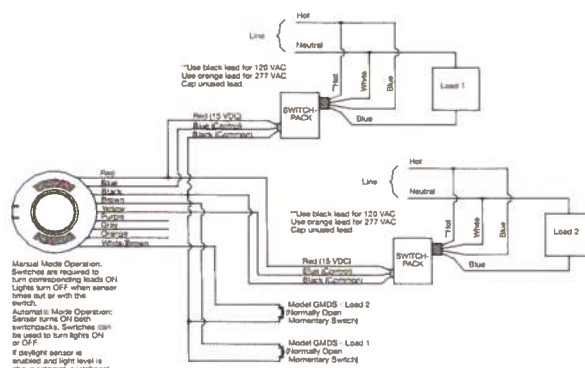 Hot
Line
Neutral
**Use black lead for 120 VAC
Use orange lead for 277 VAC
Cap unused lead.
**Hot
White
Blue
Load 1
SWITCH-
PACK
Blue
Red (15 VDC)
Blue (Control)
Black (Common)
Red
Blue
Black
Brown
Yellow
Purple
Gray
Orange
White/Brown
Hot
Line
Neutral
**Use black lead for 120 VAC
Use orange lead for 277 VAC
Cap unused lead.
**Hot
White
Blue
Load 2
SWITCH-
PACK
Blue
Red (15 VDC)
Blue (Control)
Black (Common)
Manual Mode Operation:
Switches are required to
turn corresponding loads ON
Lights turn OFF when sensor
times out or with the
switch.
Automatic Mode Operation:
Sensor turns ON both
switchpacks. Switches can
be used to turn lights ON
or OFF.
If daylight sensor is
enabled and light level is
Model GMDS - Load 2
(Normally Open
Momentary Switch)
Model GMDS - Load 1
(Normally Open
Momentary Switch)